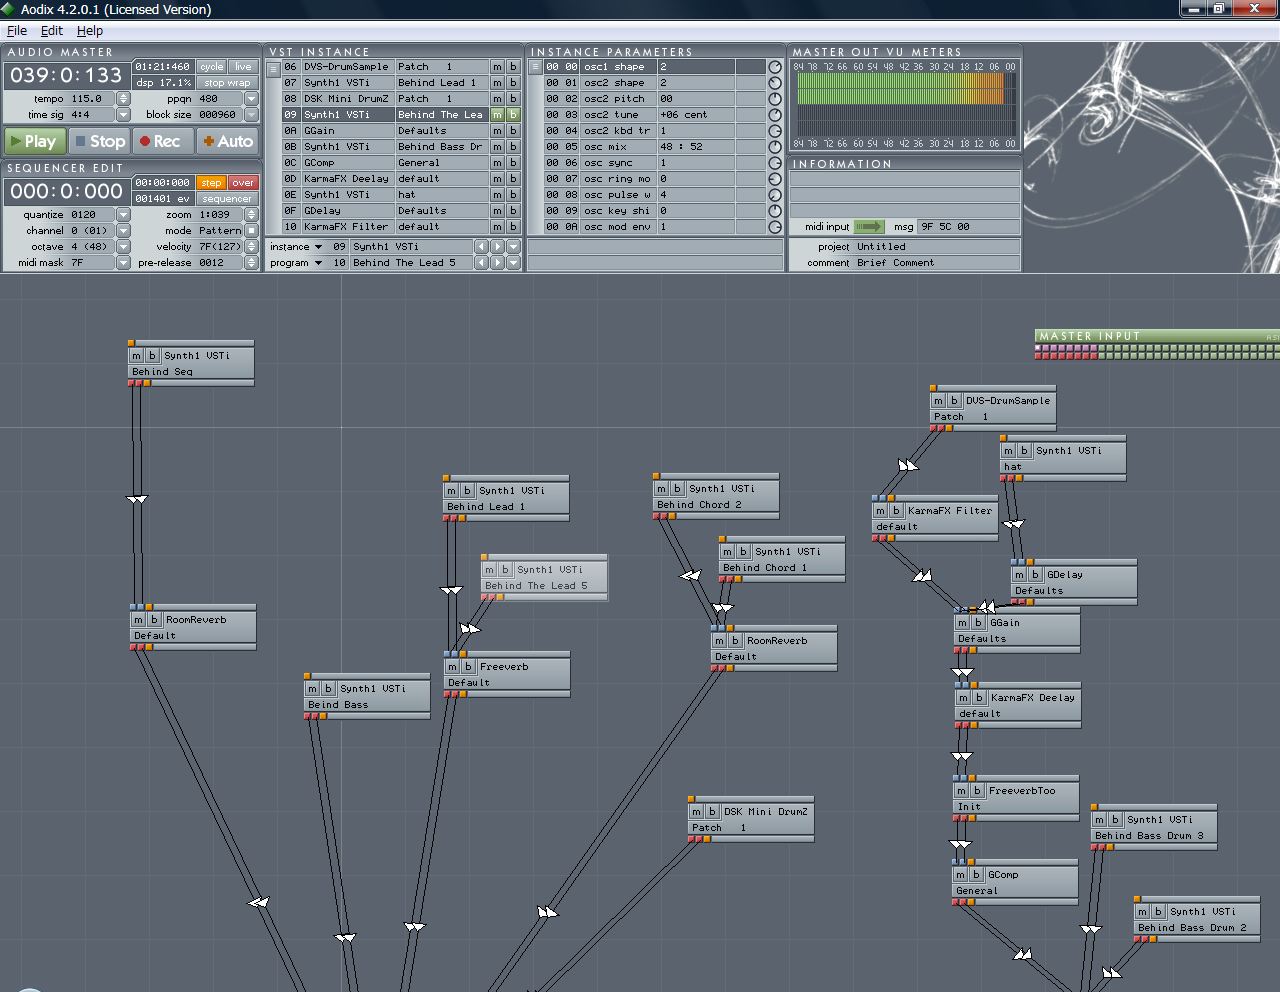 Aodix 4.2.0.1 (Licensed Version)
File Edit Help
AUDIO MASTER
039:0:133
01:21:460 cycle live
dsp 17.1% stop wrap
tempo 115.0 ppqn 480
time sig 4:4 block size 000960
Play Stop Rec Auto
SEQUENCER EDIT
000:0:000
00:00:000 step over
001401 ev sequencer
quantize 0120 zoom 1:039
channel 0 (01) mode Pattern
octave 4 (48) velocity 7F(127)
midi mask 7F pre-release 0012
VST INSTANCE
06 DVS-DrumSample Patch 1 m b
07 Synth1 VSTi Behind Lead 1 m b
08 DSK Mini DrumZ Patch 1 m b
09 Synth1 VSTi Behind The Lea m b
0A GGain Defaults m b
0B Synth1 VSTi Behind Bass Dr m b
0C GComp General m b
0D KarmaFX Deelay default m b
0E Synth1 VSTi hat m b
0F GDelay Defaults m b
10 KarmaFX Filter default m b
instance 09 Synth1 VSTi
program 10 Behind The Lead 5
INSTANCE PARAMETERS
00 00 osc1 shape 2
00 01 osc2 shape 2
00 02 osc2 pitch 00
00 03 osc2 tune +06 cent
00 04 osc2 kbd tr 1
00 05 osc mix 48 : 52
00 06 osc sync 1
00 07 osc ring mo 0
00 08 osc pulse w 4
00 09 osc key shi 0
00 0A osc mod env 1
MASTER OUT VU METERS
84 78 72 66 60 54 48 42 36 30 24 18 12 06 00
84 78 72 66 60 54 48 42 36 30 24 18 12 06 00
INFORMATION
midi input msg 9F 5C 00
project Untitled
comment Brief Comment
MASTER INPUT
m b Synth1 VSTi
Behind Seq
m b DVS-DrumSample
Patch 1
m b Synth1 VSTi
hat
m b Synth1 VSTi
Behind Lead 1
m b Synth1 VSTi
Behind Chord 2
m b KarmaFX Filter
default
m b Synth1 VSTi
Behind Chord 1
m b Synth1 VSTi
Behind The Lead 5
m b GDelay
Defaults
m b RoomReverb
Default
m b GGain
Defaults
m b RoomReverb
Default
m b Freeverb
Default
m b Synth1 VSTi
Beind Bass
m b KarmaFX Deelay
default
m b FreeverbToo
Init
m b DSK Mini DrumZ
Patch 1
m b Synth1 VSTi
Behind Bass Drum 3
m b GComp
General
m b Synth1 VSTi
Behind Bass Drum 2